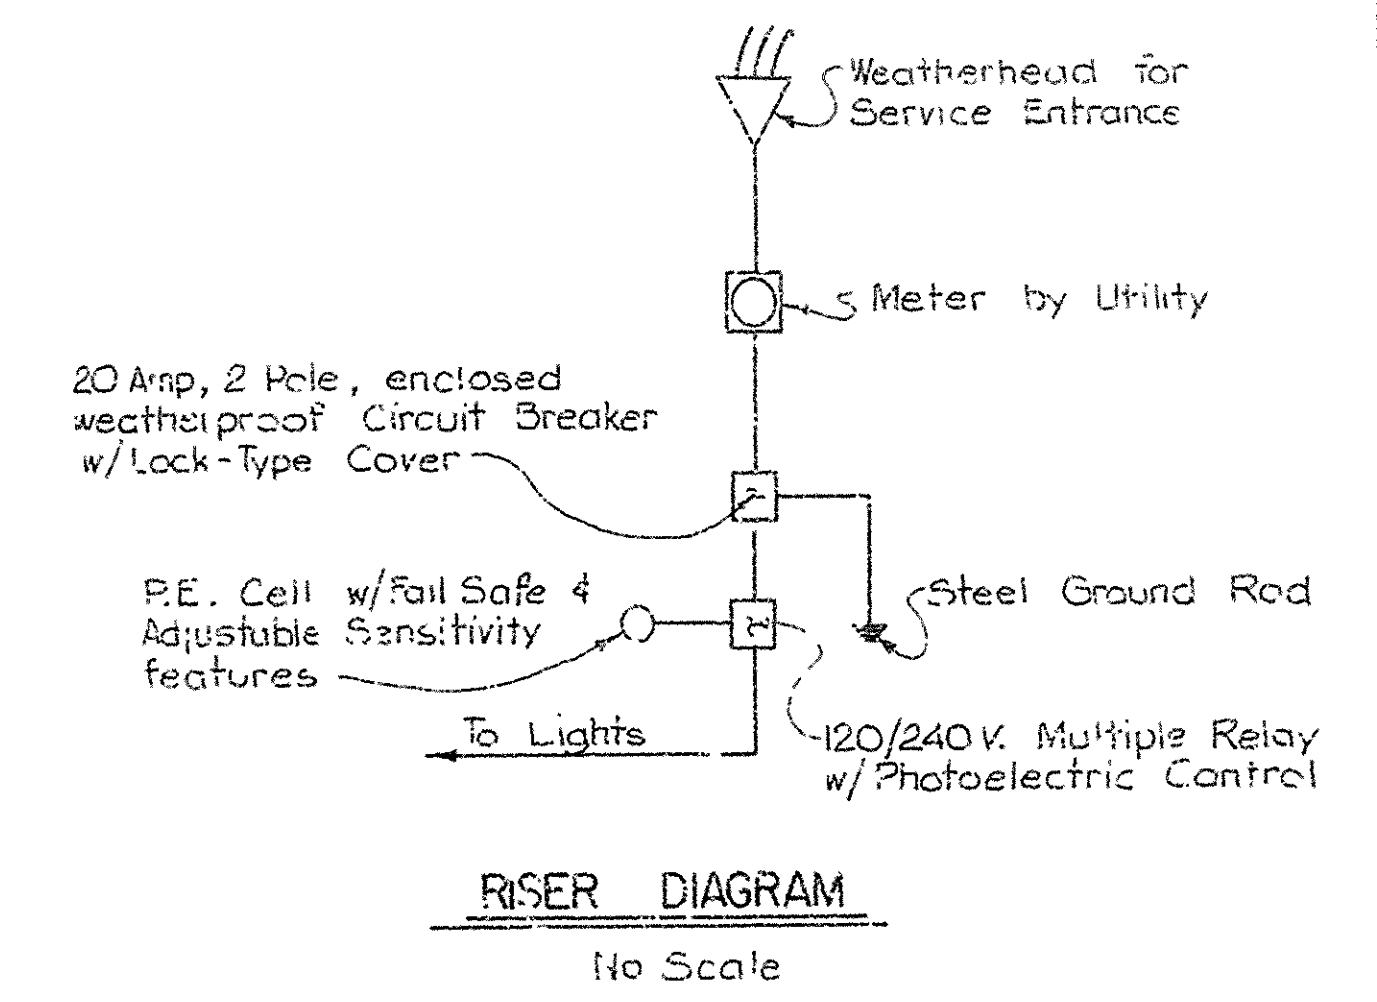 Weatherhead for
Service Entrance
Meter by Utility
20 Amp, 2 Pole, enclosed
weatherproof Circuit Breaker
w/ Lock-Type Cover
P.E. Cell w/Fail Safe &
Adjustable Sensitivity
features
Steel Ground Rod
To Lights
120/240 V. Multiple Relay
w/ Photoelectric Control
RISER DIAGRAM
No Scale